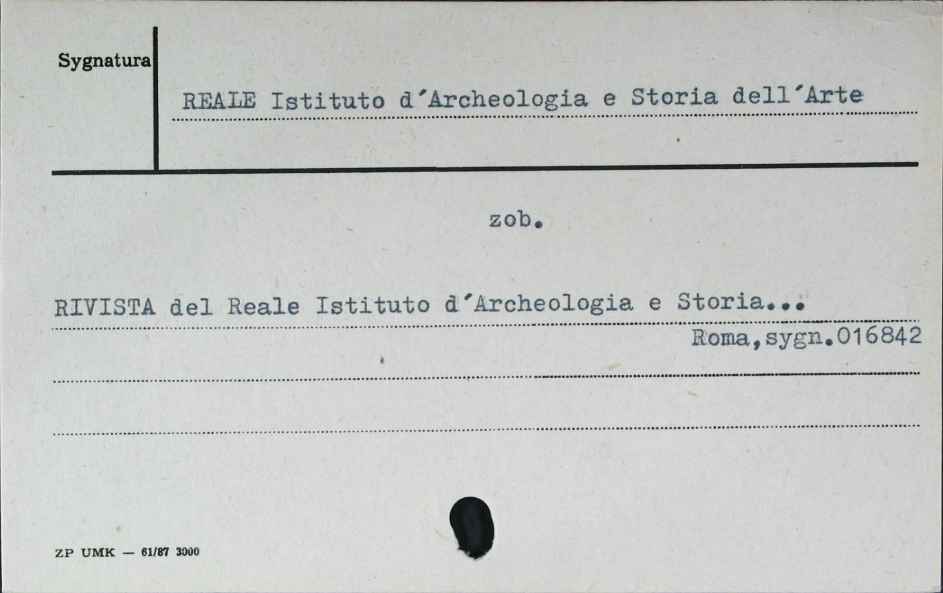 Sygnatura
REALE Istituto d´Archeologia e Storia dell´Arte
zob.
RIVISTA del Reale Istituto d´Archeologia e Storia...
Roma,sygn.016842
ZP UMK — 61/87 3000